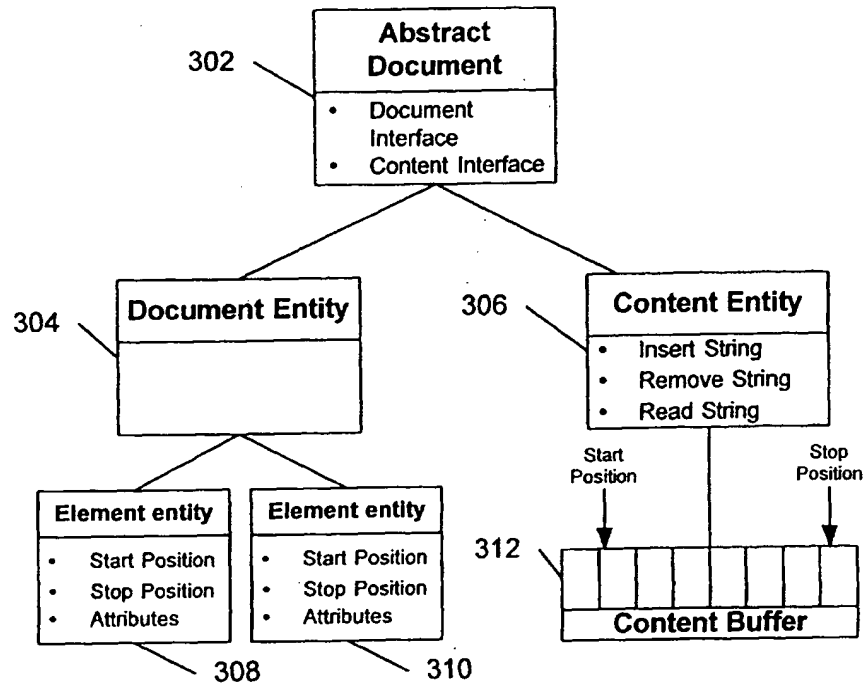 Abstract
Document
302
• Document
Interface
• Content Interface
Document Entity
304
Content Entity
306
• Insert String
• Remove String
• Read String
Start
Position
Stop
Position
Element entity
• Start Position
• Stop Position
• Attributes
308
Element entity
• Start Position
• Stop Position
• Attributes
310
312
Content Buffer